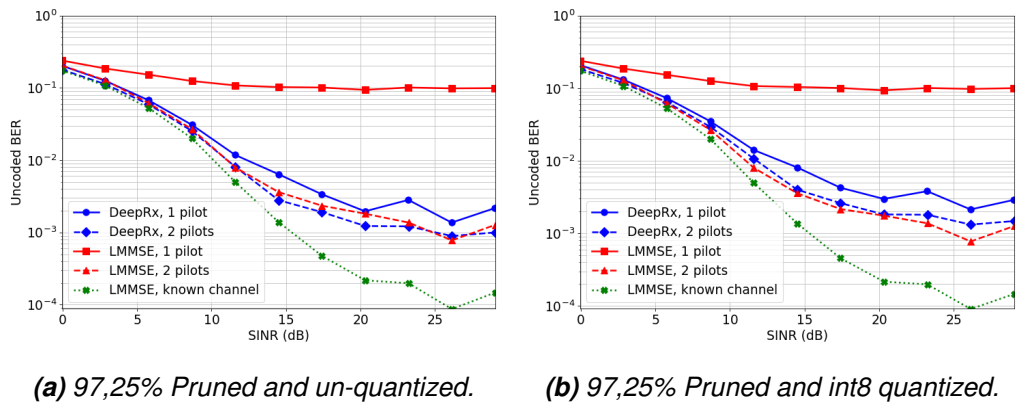 10⁰
10⁻¹
10⁻²
10⁻³
10⁻⁴
Uncoded BER
DeepRx, 1 pilot
DeepRx, 2 pilots
LMMSE, 1 pilot
LMMSE, 2 pilots
LMMSE, known channel
0 5 10 15 20 25
SINR (dB)
(a) 97,25% Pruned and un-quantized.
10⁰
10⁻¹
10⁻²
10⁻³
10⁻⁴
Uncoded BER
DeepRx, 1 pilot
DeepRx, 2 pilots
LMMSE, 1 pilot
LMMSE, 2 pilots
LMMSE, known channel
0 5 10 15 20 25
SINR (dB)
(b) 97,25% Pruned and int8 quantized.